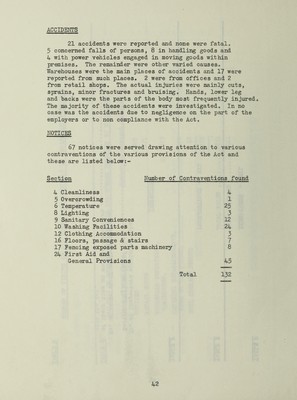 ACCIDENTS
21 accidents were reported and none were fatal.
5 concerned falls of persons, 8 in handling goods and
4 with power vehicles engaged in moving goods within
premises. The remainder were other varied causes.
Warehouses were the main places of accidents and 17 were
reported from such places. 2 were from offices and 2
from retail shops. The actual injuries were mainly cuts,
sprains, minor fractures and bruising. Hands, lower leg
and backs were the parts of the body most frequently injured.
The majority of these accidents were investigated. In no
case was the accidents due to negligence on the part of the
employers or to non compliance with the Act.
NOTICES
67 notices were served drawing attention to various
contraventions of the various provisions of the Act and
these are listed below:-
Section Number of Contraventions found
4 Cleanliness 4
5 Overcrowding 1
6 Temperature 25
8 Lighting 3
9 Sanitary Conveniences 12
10 Washing Facilities 24
12 Clothing Accommodation 3
16 Floors, passage & stairs 7
17 Fencing exposed parts machinery 8
24 First Aid and
General Provisions 45
Total 132
42